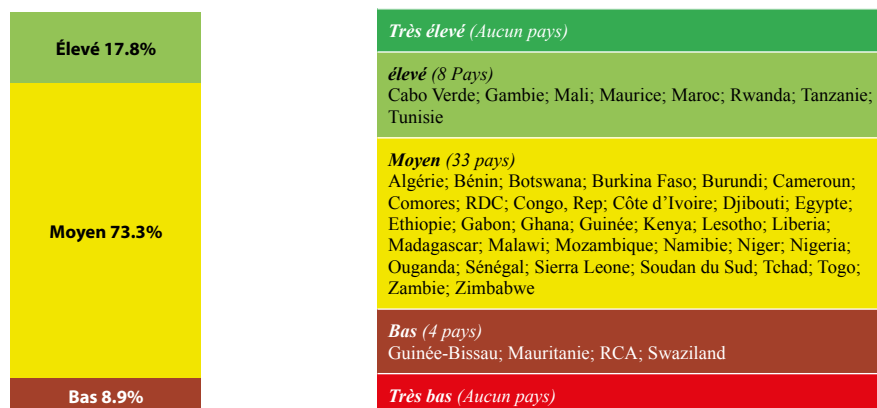 Élevé 17.8%
Moyen 73.3%
Bas 8.9%
Très élevé (Aucun pays)
élevé (8 Pays)
Cabo Verde; Gambie; Mali; Maurice; Maroc; Rwanda; Tanzanie;
Tunisie
Moyen (33 pays)
Algérie; Bénin; Botswana; Burkina Faso; Burundi; Cameroun;
Comores; RDC; Congo, Rep; Côte d’Ivoire; Djibouti; Egypte;
Ethiopie; Gabon; Ghana; Guinée; Kenya; Lesotho; Liberia;
Madagascar; Malawi; Mozambique; Namibie; Niger; Nigeria;
Ouganda; Sénégal; Sierra Leone; Soudan du Sud; Tchad; Togo;
Zambie; Zimbabwe
Bas (4 pays)
Guinée-Bissau; Mauritanie; RCA; Swaziland
Très bas (Aucun pays)